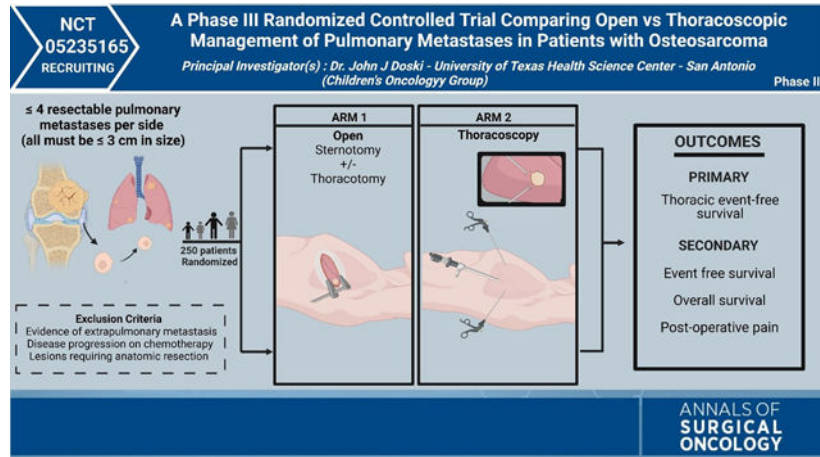 NCT
05235165
RECRUITING
A Phase III Randomized Controlled Trial Comparing Open vs Thoracoscopic
Management of Pulmonary Metastases in Patients with Osteosarcoma
Principal Investigator(s) : Dr. John J Doski - University of Texas Health Science Center - San Antonio
(Children's Oncologyy Group)
Phase II
≤ 4 resectable pulmonary
metastases per side
(all must be ≤ 3 cm in size)
250 patients
Randomized
Exclusion Criteria
Evidence of extrapulmonary metastasis
Disease progression on chemotherapy
Lesions requiring anatomic resection
ARM 1
Open
Sternotomy
+/-
Thoracotomy
ARM 2
Thoracoscopy
OUTCOMES
PRIMARY
Thoracic event-free
survival
SECONDARY
Event free survival
Overall survival
Post-operative pain
ANNALS OF
SURGICAL
ONCOLOGY